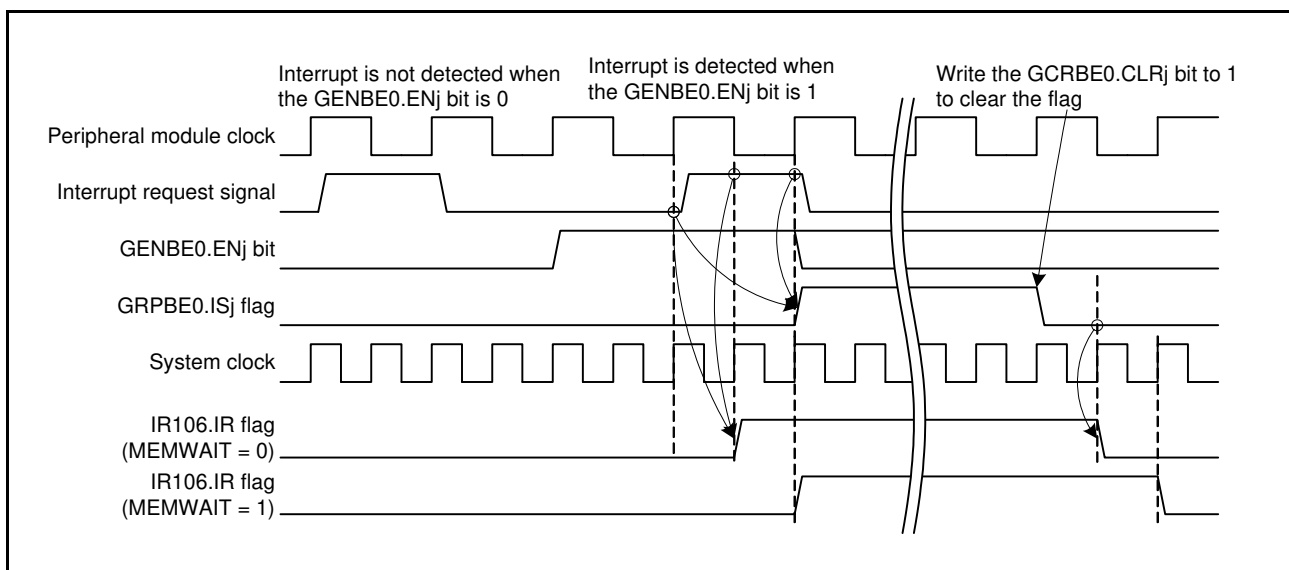 Interrupt is not detected when
the GENBE0.ENj bit is 0
Interrupt is detected when
the GENBE0.ENj bit is 1
Write the GCRBE0.CLRj bit to 1
to clear the flag
Peripheral module clock
Interrupt request signal
GENBE0.ENj bit
GRPBE0.ISj flag
System clock
IR106.IR flag
(MEMWAIT = 0)
IR106.IR flag
(MEMWAIT = 1)